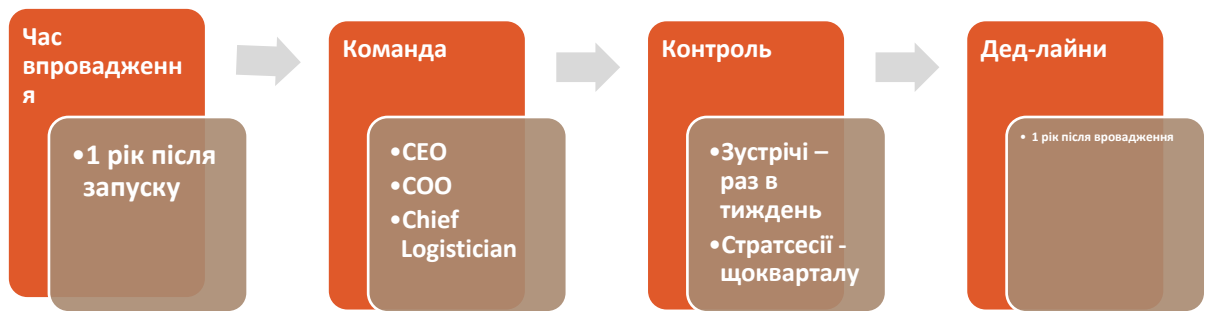 Час
впровадженн
я
•1 рік після
запуску
Команда
•CEO
•COO
•Chief
Logistician
Контроль
•Зустрічі –
раз в
тиждень
•Стратсесії -
щокварталу
Дед-лайни
• 1 рік після вровадження